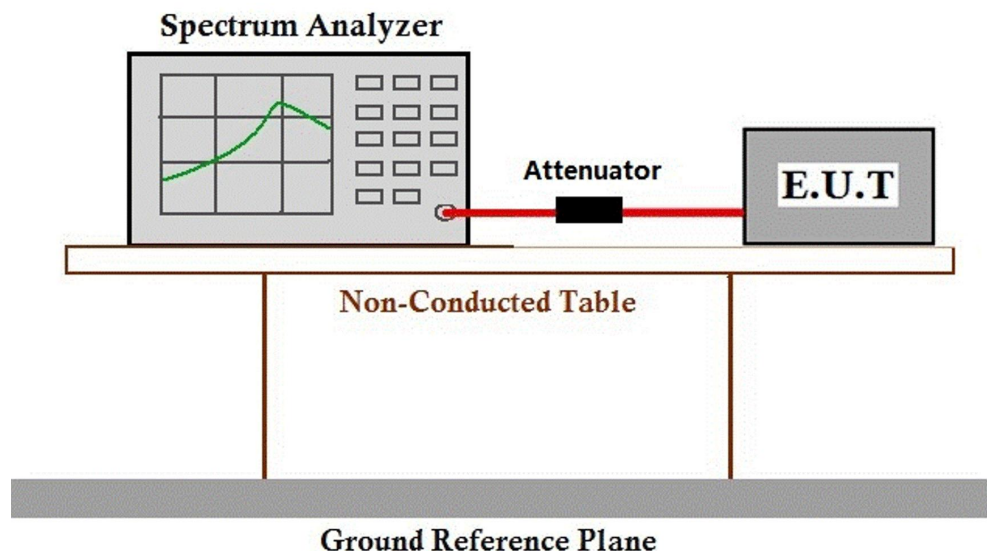 Spectrum Analyzer
Attenuator
E.U.T
Non-Conducted Table
Ground Reference Plane